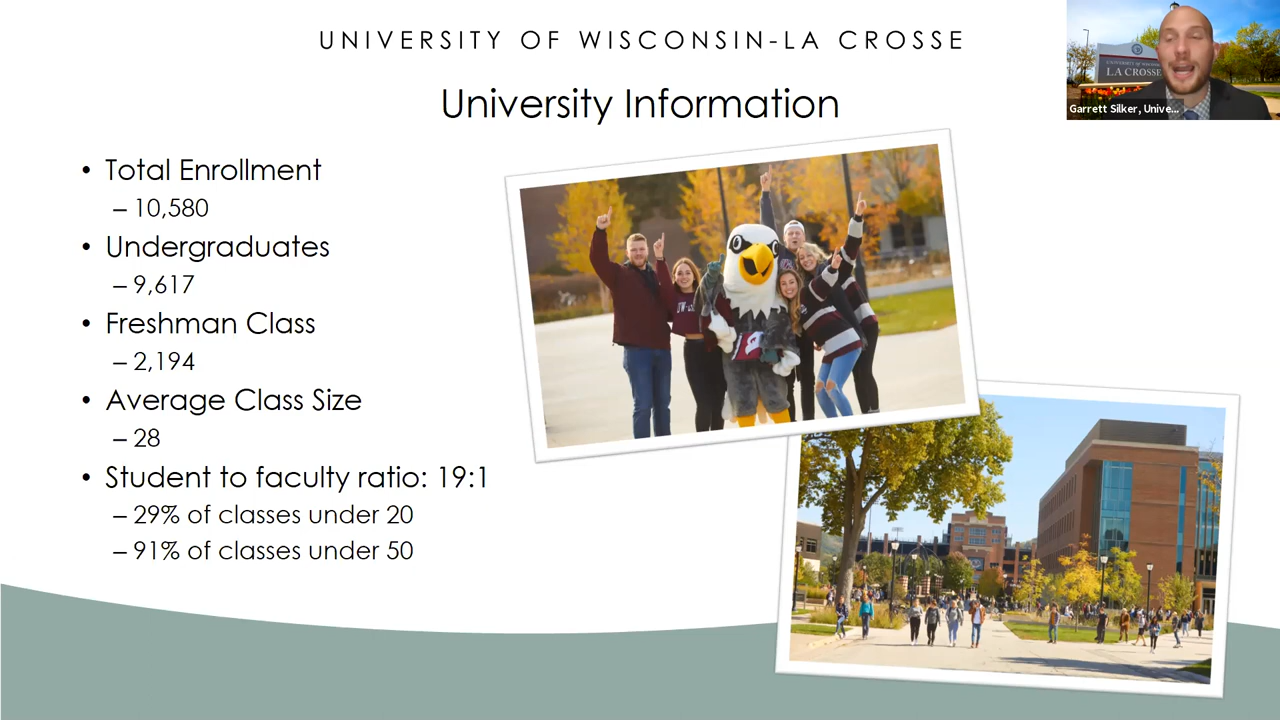 UNIVERSITY OF WISCONSIN-LA CROSSE
University Information
• Total Enrollment
– 10,580
• Undergraduates
– 9,617
• Freshman Class
– 2,194
• Average Class Size
– 28
• Student to faculty ratio: 19:1
– 29% of classes under 20
– 91% of classes under 50
LA CROSSE
Garrett Silker, Unive...